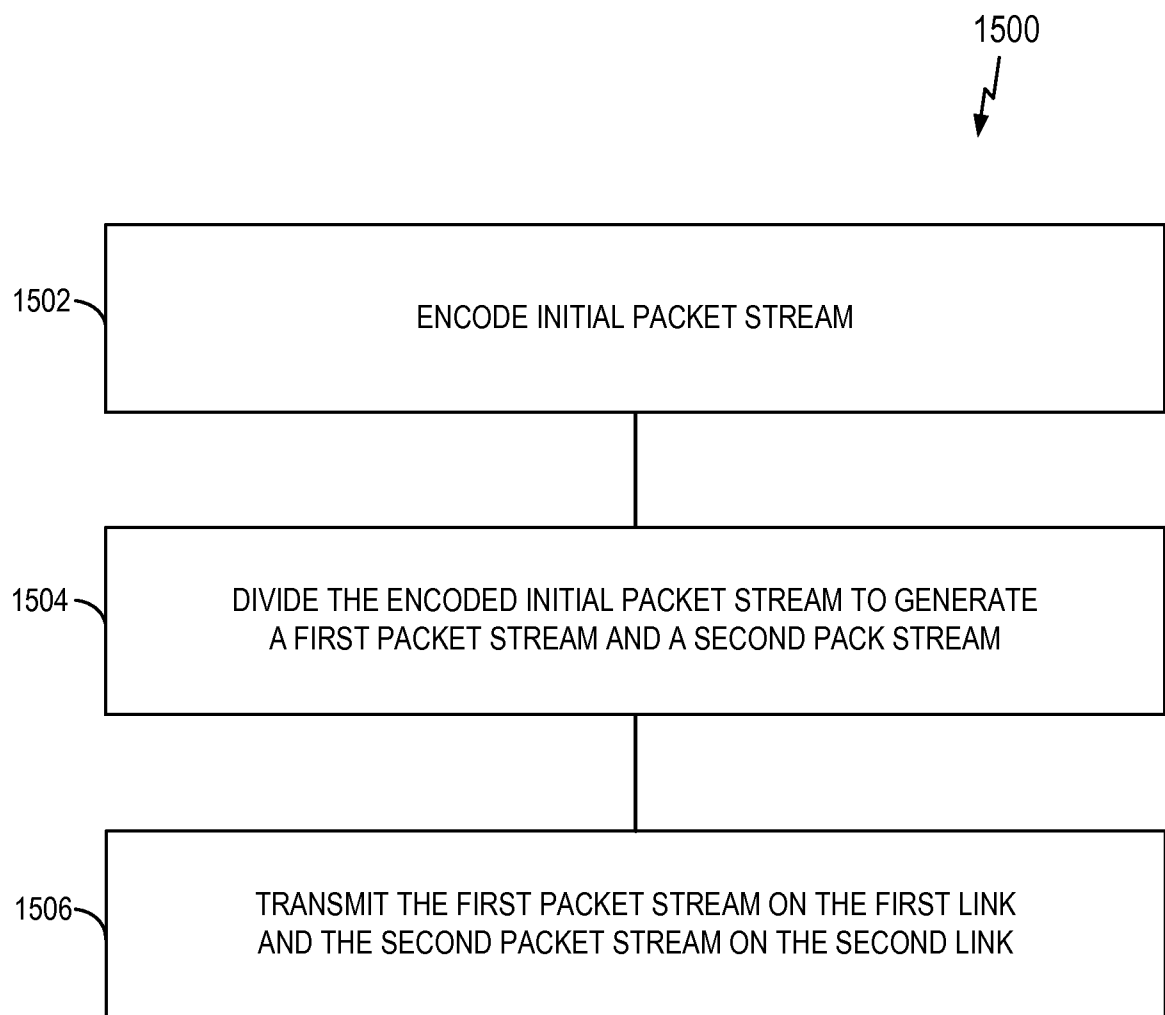 1500
1502
ENCODE INITIAL PACKET STREAM
1504
DIVIDE THE ENCODED INITIAL PACKET STREAM TO GENERATE
A FIRST PACKET STREAM AND A SECOND PACK STREAM
1506
TRANSMIT THE FIRST PACKET STREAM ON THE FIRST LINK
AND THE SECOND PACKET STREAM ON THE SECOND LINK